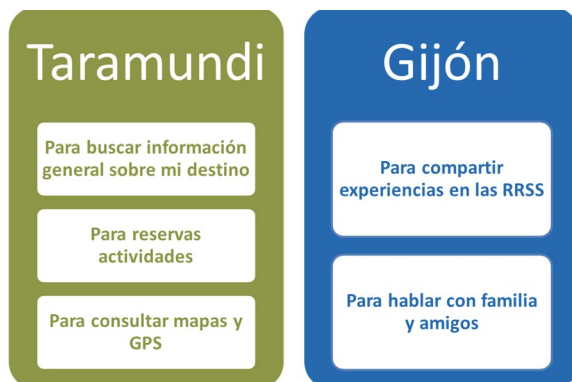 Taramundi
Para buscar información
general sobre mi destino
Para reservas
actividades
Para consultar mapas y
GPS
Gijón
Para compartir
experiencias en las RRSS
Para hablar con familia
y amigos